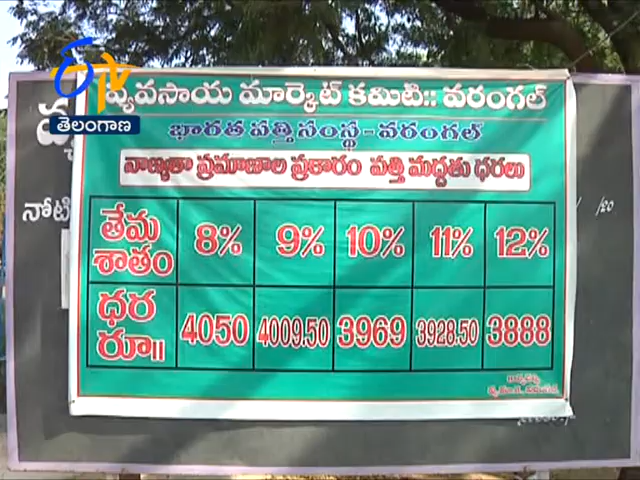 ETV
తెలంగాణ
వ్యవసాయ మార్కెట్ కమిటి:: వరంగల్
భారత పత్తి సంస్థ - వరంగల్
నాణ్యతా ప్రమాణాల ప్రకారం పత్తి మద్దతు ధరలు
తేమ శాతం 8% 9% 10% 11% 12%
ధర రూ॥ 4050 4009.50 3969 3928.50 3888
నోటి